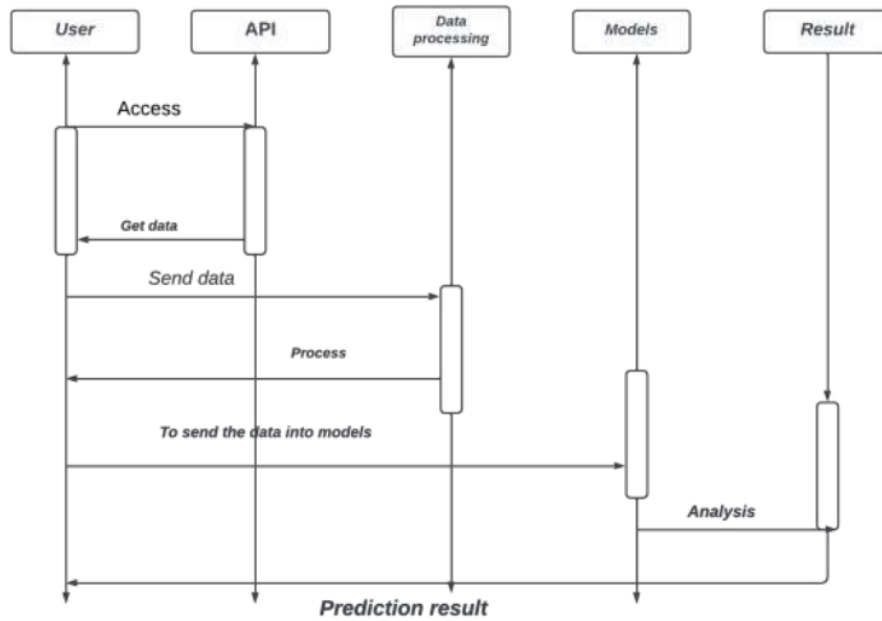 User
API
Data
processing
Models
Result
Access
Get data
Send data
Process
To send the data into models
Analysis
Prediction result